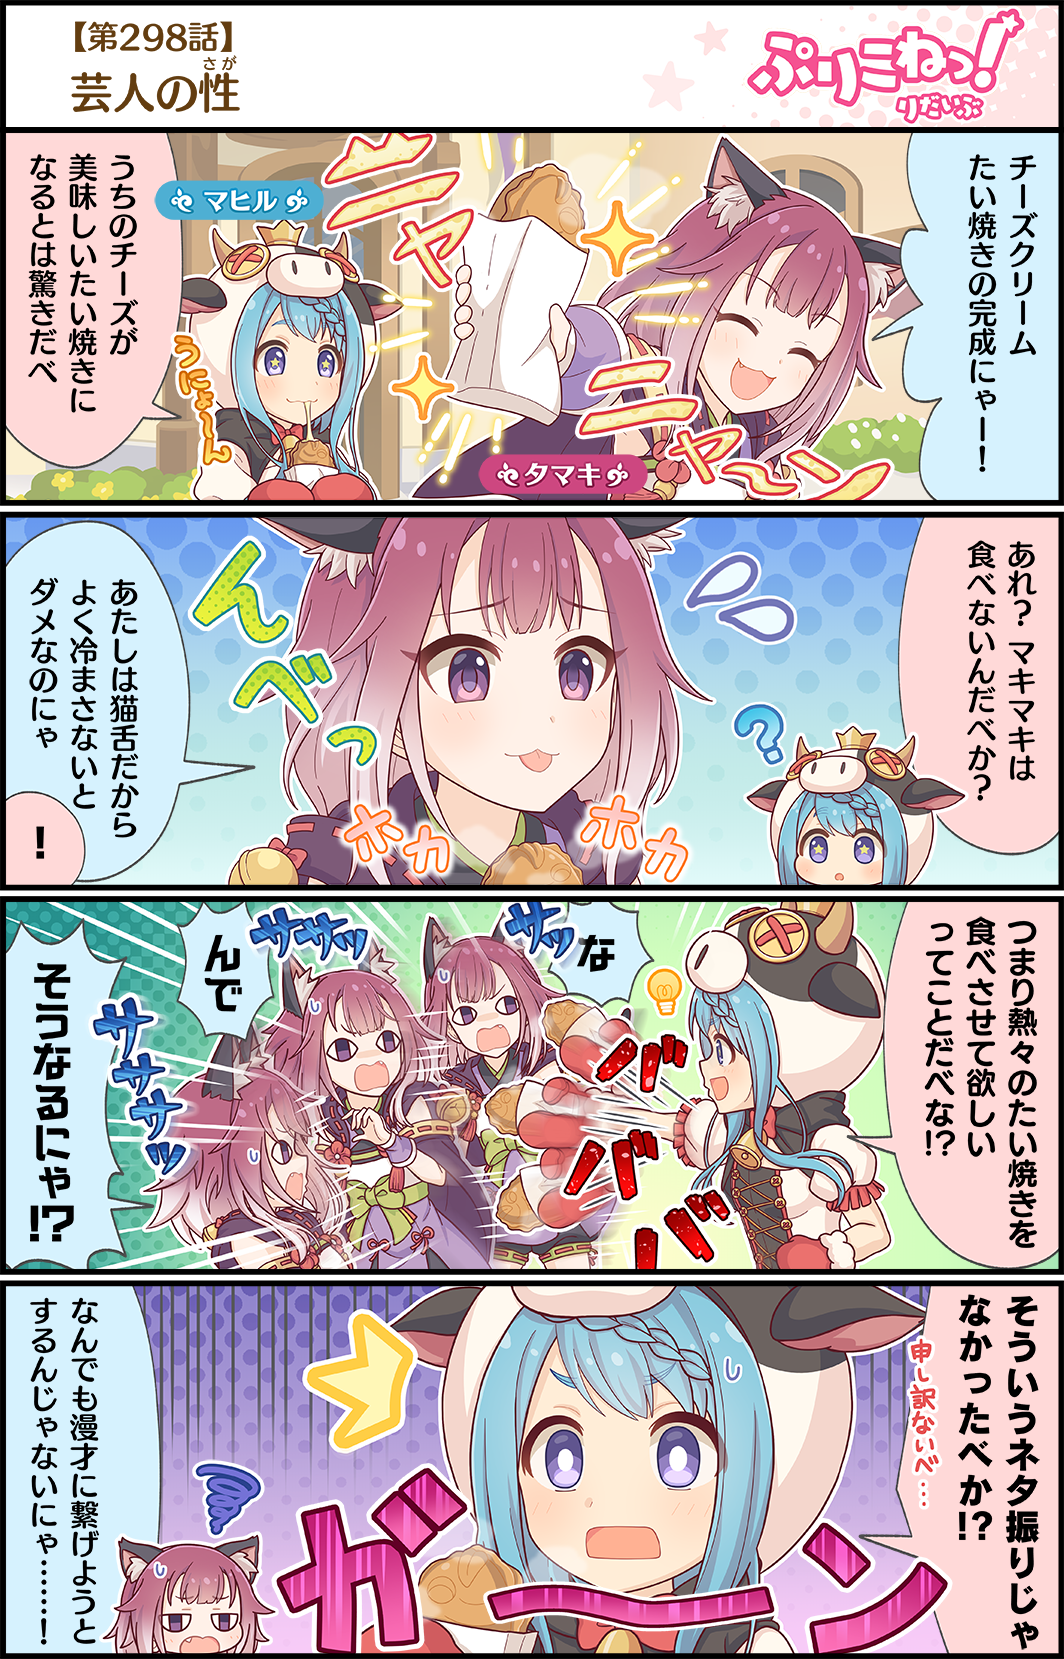 【第298話】
さが
芸人の性
ぷりこねっ！
りだいぶ
チーズクリーム
たい焼きの完成にゃー！
ニャ
ニャ～ン
マヒル
うちのチーズが
美味しいたい焼きに
なるとは驚きだべ
うにょ～ん
タマキ
あれ？ マキマキは
食べないんだべか？
？
んべっ
あたしは猫舌だから
よく冷まさないと
ダメなのにゃ
ホカ
ホカ
！
つまり熱々のたい焼きを
食べさせて欲しい
ってことだべな！？
ババ
ババ
ババ
な
サッ
んで
ササッ
そうなるにゃ！？
サササッ
そういうネタ振りじゃ
なかったべか！？
申し訳ないべ…
ガーン
なんでも漫才に繋げようと
するんじゃないにゃ……！